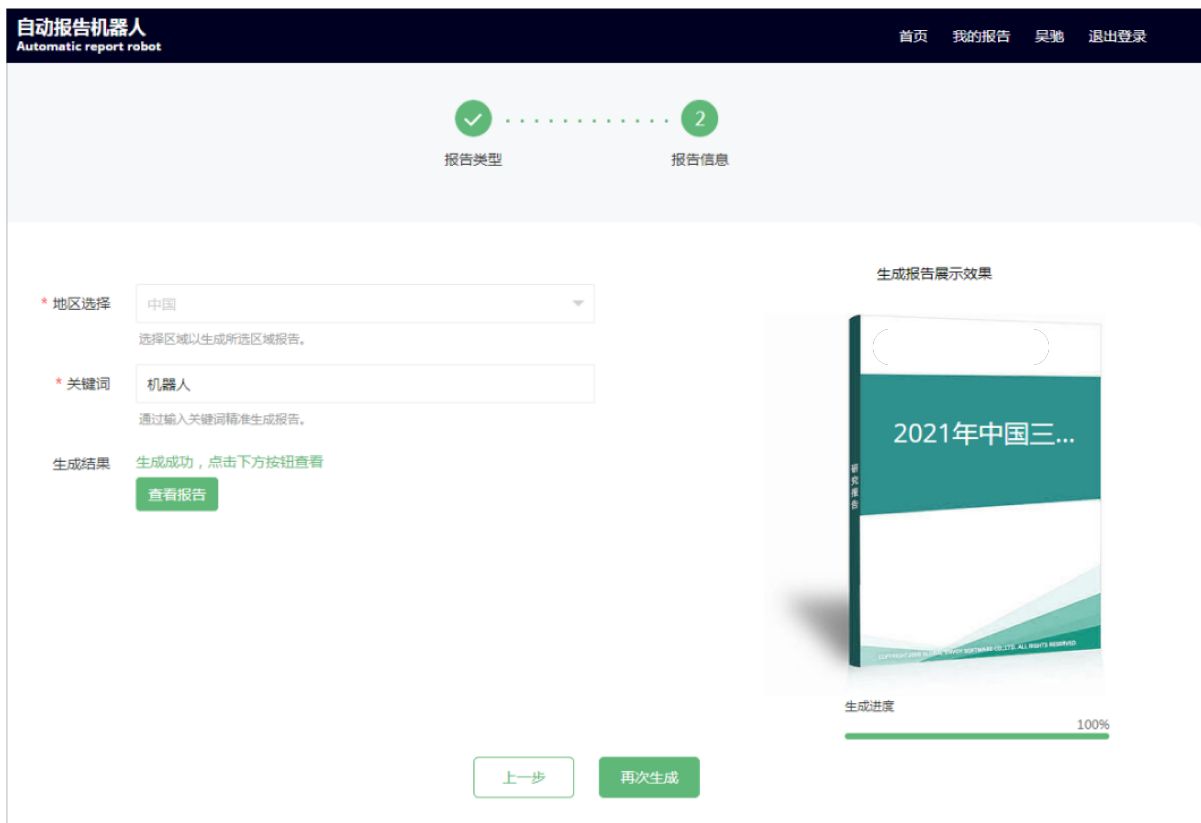 自动报告机器人
Automatic report robot
首页 我的报告 吴驰 退出登录
2
报告类型 报告信息
生成报告展示效果
* 地区选择 中国
选择区域以生成所选区域报告。
* 关键词 机器人
通过输入关键词精准生成报告。
生成结果 生成成功，点击下方按钮查看
查看报告
2021年中国三...
研究报告
ALL RIGHTS RESERVED
生成进度
100%
上一步 再次生成